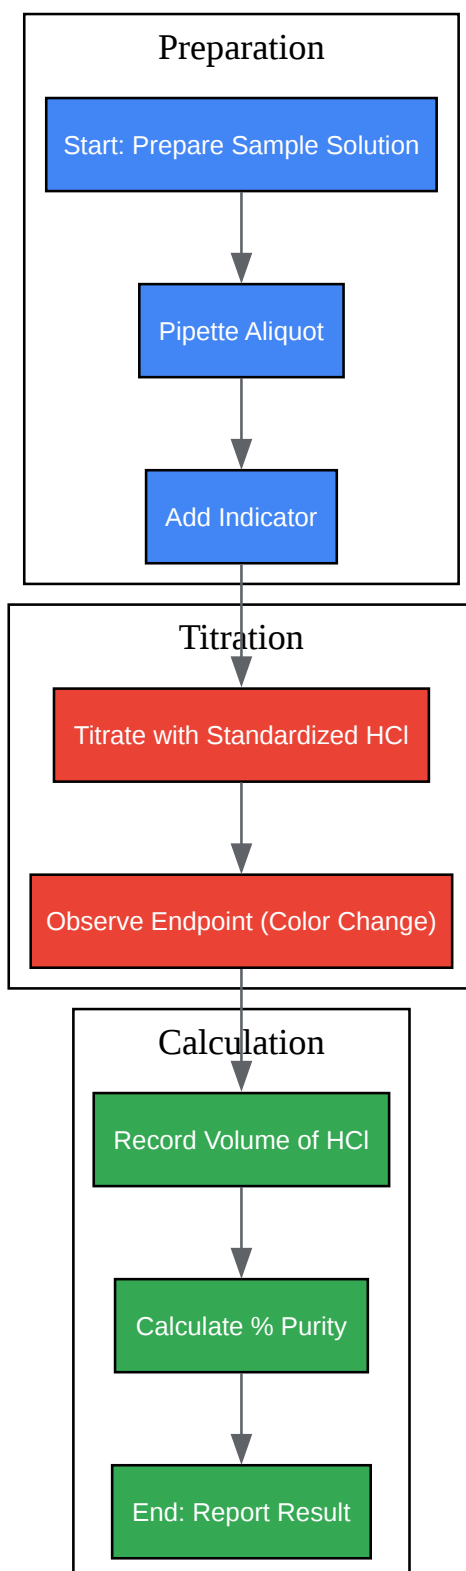 Preparation
Start: Prepare Sample Solution
Pipette Aliquot
Add Indicator
Titration
Titrate with Standardized HCl
Observe Endpoint (Color Change)
Calculation
Record Volume of HCl
Calculate % Purity
End: Report Result